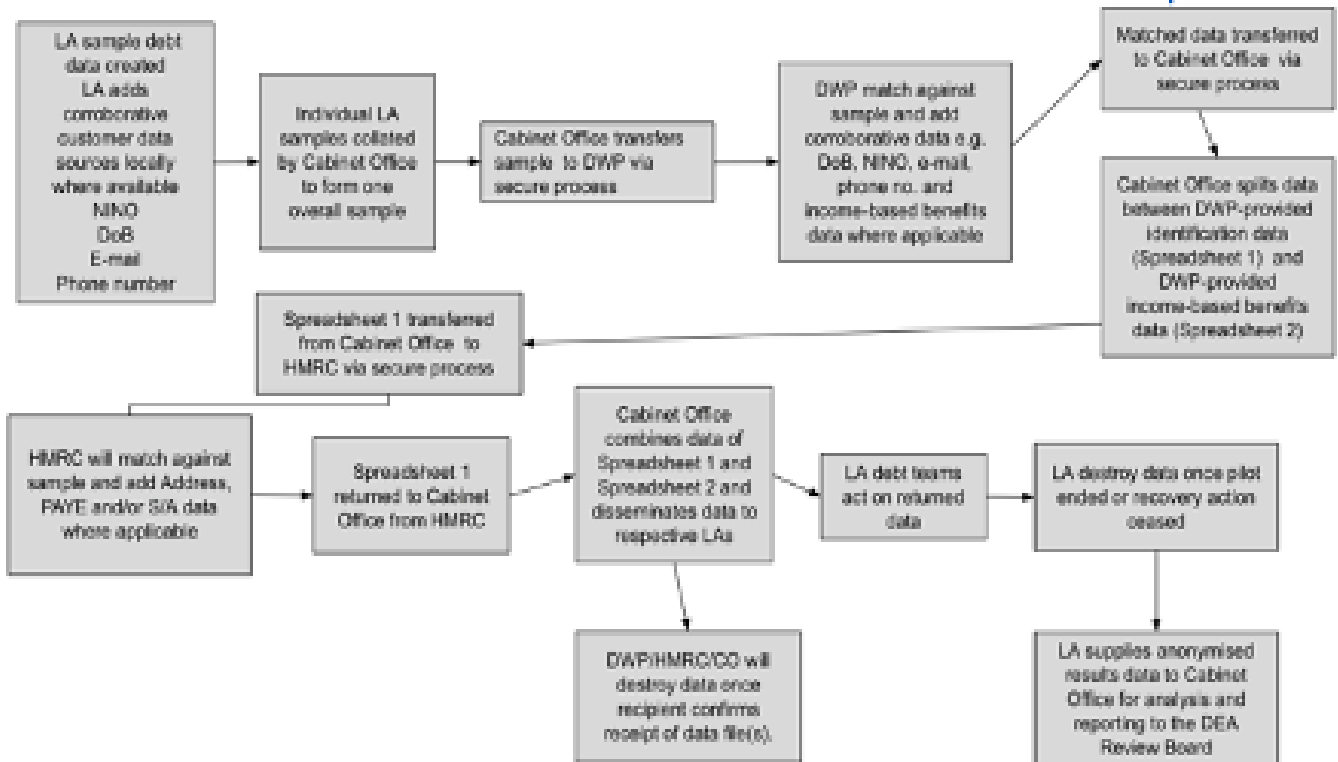 LA sample debt
data created
LA adds
corroborative
customer data
sources locally
where available
NINO
DoB
E-mail
Phone number
Individual LA
samples collated
by Cabinet Office
to form one
overall sample
Cabinet Office transfers
sample to DWP via
secure process
DWP match against
sample and add
corroborative data e.g.
DoB, NINO, e-mail,
phone no. and
income-based benefits
data where applicable
Matched data transferred
to Cabinet Office via
secure process
Cabinet Office splits data
between DWP-provided
identification data
(Spreadsheet 1) and
DWP-provided
income-based benefits
data (Spreadsheet 2)
Spreadsheet 1 transferred
from Cabinet Office to
HMRC via secure process
HMRC will match against
sample and add Address,
PAYE and/or S/A data
where applicable
Spreadsheet 1
returned to Cabinet
Office from HMRC
Cabinet Office
combines data of
Spreadsheet 1 and
Spreadsheet 2 and
disseminates data to
respective LAs
LA debt teams
act on returned
data
LA destroy data once pilot
ended or recovery action
ceased
DWP/HMRC/CO will
destroy data once
recipient confirms
receipt of data file(s).
LA supplies anonymised
results data to Cabinet
Office for analysis and
reporting to the DEA
Review Board